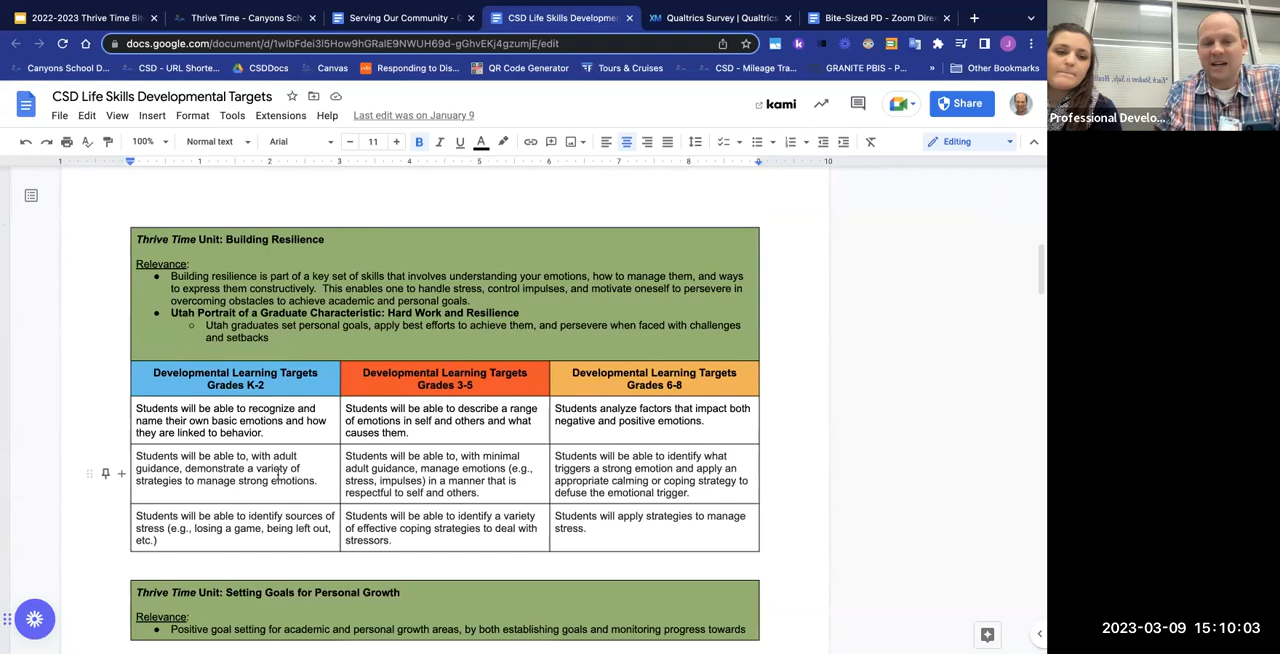 2022-2023 Thrive Time Bi
Thrive Time - Canyons Sch
Serving Our Community - C
CSD Life Skills Developmen
Qualtrics Survey | Qualtrics
Bite-Sized PD - Zoom Dire
docs.google.com/document/d/1wIbFdei3l5How9hGRalE9NWUH69d-gGhvEKj4gzumjE/edit
Canyons School D...
CSD - URL Shorte...
CSDDocs
Canvas
Responding to Dis...
QR Code Generator
Tours & Cruises
CSD - Mileage Tra...
GRANITE PBIS – P...
Other Bookmarks
CSD Life Skills Developmental Targets
File Edit View Insert Format Tools Extensions Help Last edit was on January 9
kami
Share
100% Normal text Arial 11 Editing
1 1 2 3 4 5 6 7 8 10
Thrive Time Unit: Building Resilience
Relevance:
● Building resilience is part of a key set of skills that involves understanding your emotions, how to manage them, and ways
to express them constructively. This enables one to handle stress, control impulses, and motivate oneself to persevere in
overcoming obstacles to achieve academic and personal goals.
● Utah Portrait of a Graduate Characteristic: Hard Work and Resilience
○ Utah graduates set personal goals, apply best efforts to achieve them, and persevere when faced with challenges
and setbacks
Developmental Learning Targets
Grades K-2
Developmental Learning Targets
Grades 3-5
Developmental Learning Targets
Grades 6-8
Students will be able to recognize and
name their own basic emotions and how
they are linked to behavior.
Students will be able to describe a range
of emotions in self and others and what
causes them.
Students analyze factors that impact both
negative and positive emotions.
Students will be able to, with adult
guidance, demonstrate a variety of
strategies to manage strong emotions.
Students will be able to, with minimal
adult guidance, manage emotions (e.g.,
stress, impulses) in a manner that is
respectful to self and others.
Students will be able to identify what
triggers a strong emotion and apply an
appropriate calming or coping strategy to
defuse the emotional trigger.
Students will be able to identify sources of
stress (e.g., losing a game, being left out,
etc.)
Students will be able to identify a variety
of effective coping strategies to deal with
stressors.
Students will apply strategies to manage
stress.
Thrive Time Unit: Setting Goals for Personal Growth
Relevance:
● Positive goal setting for academic and personal growth areas, by both establishing goals and monitoring progress towards
Professional Develo...
2023-03-09 15:10:03